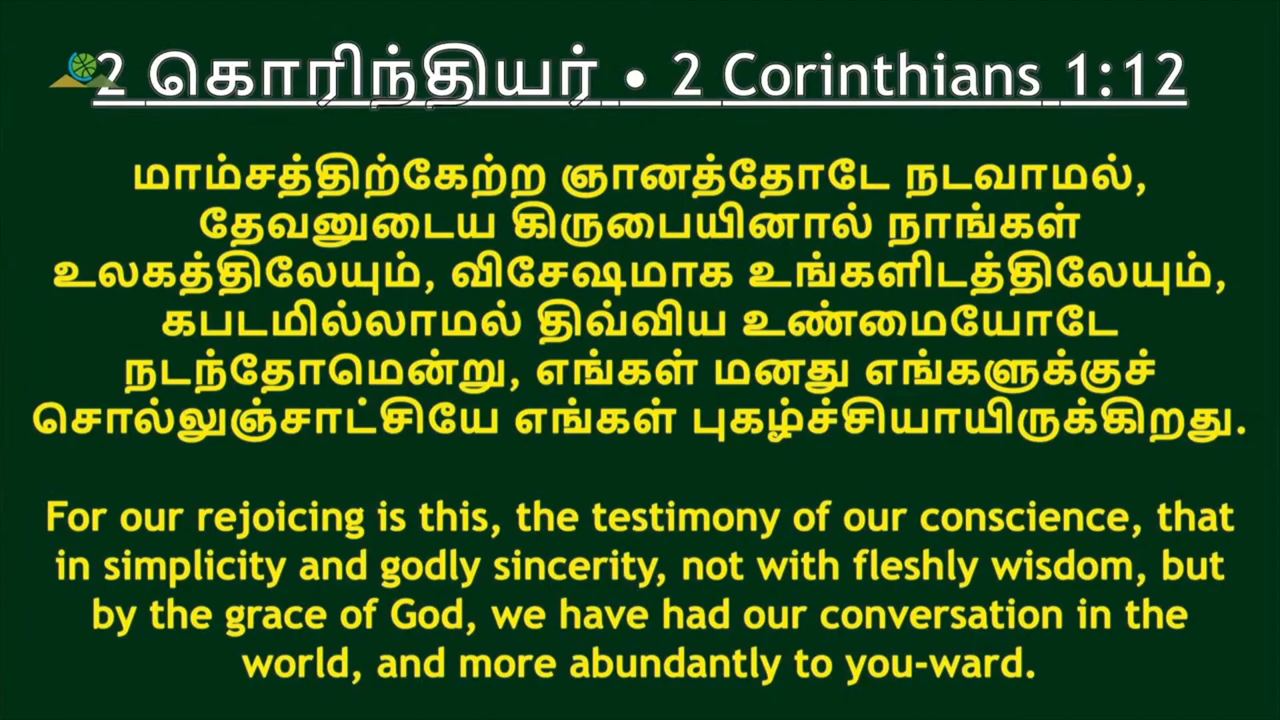 2 கொரிந்தியர் • 2 Corinthians 1:12
மாம்சத்திற்கேற்ற ஞானத்தோடே நடவாமல்,
தேவனுடைய கிருபையினால் நாங்கள்
உலகத்திலேயும், விசேஷமாக உங்களிடத்திலேயும்,
கபடமில்லாமல் திவ்விய உண்மையோடே
நடந்தோமென்று, எங்கள் மனது எங்களுக்குச்
சொல்லுஞ்சாட்சியே எங்கள் புகழ்ச்சியாயிருக்கிறது.
For our rejoicing is this, the testimony of our conscience, that
in simplicity and godly sincerity, not with fleshly wisdom, but
by the grace of God, we have had our conversation in the
world, and more abundantly to you-ward.